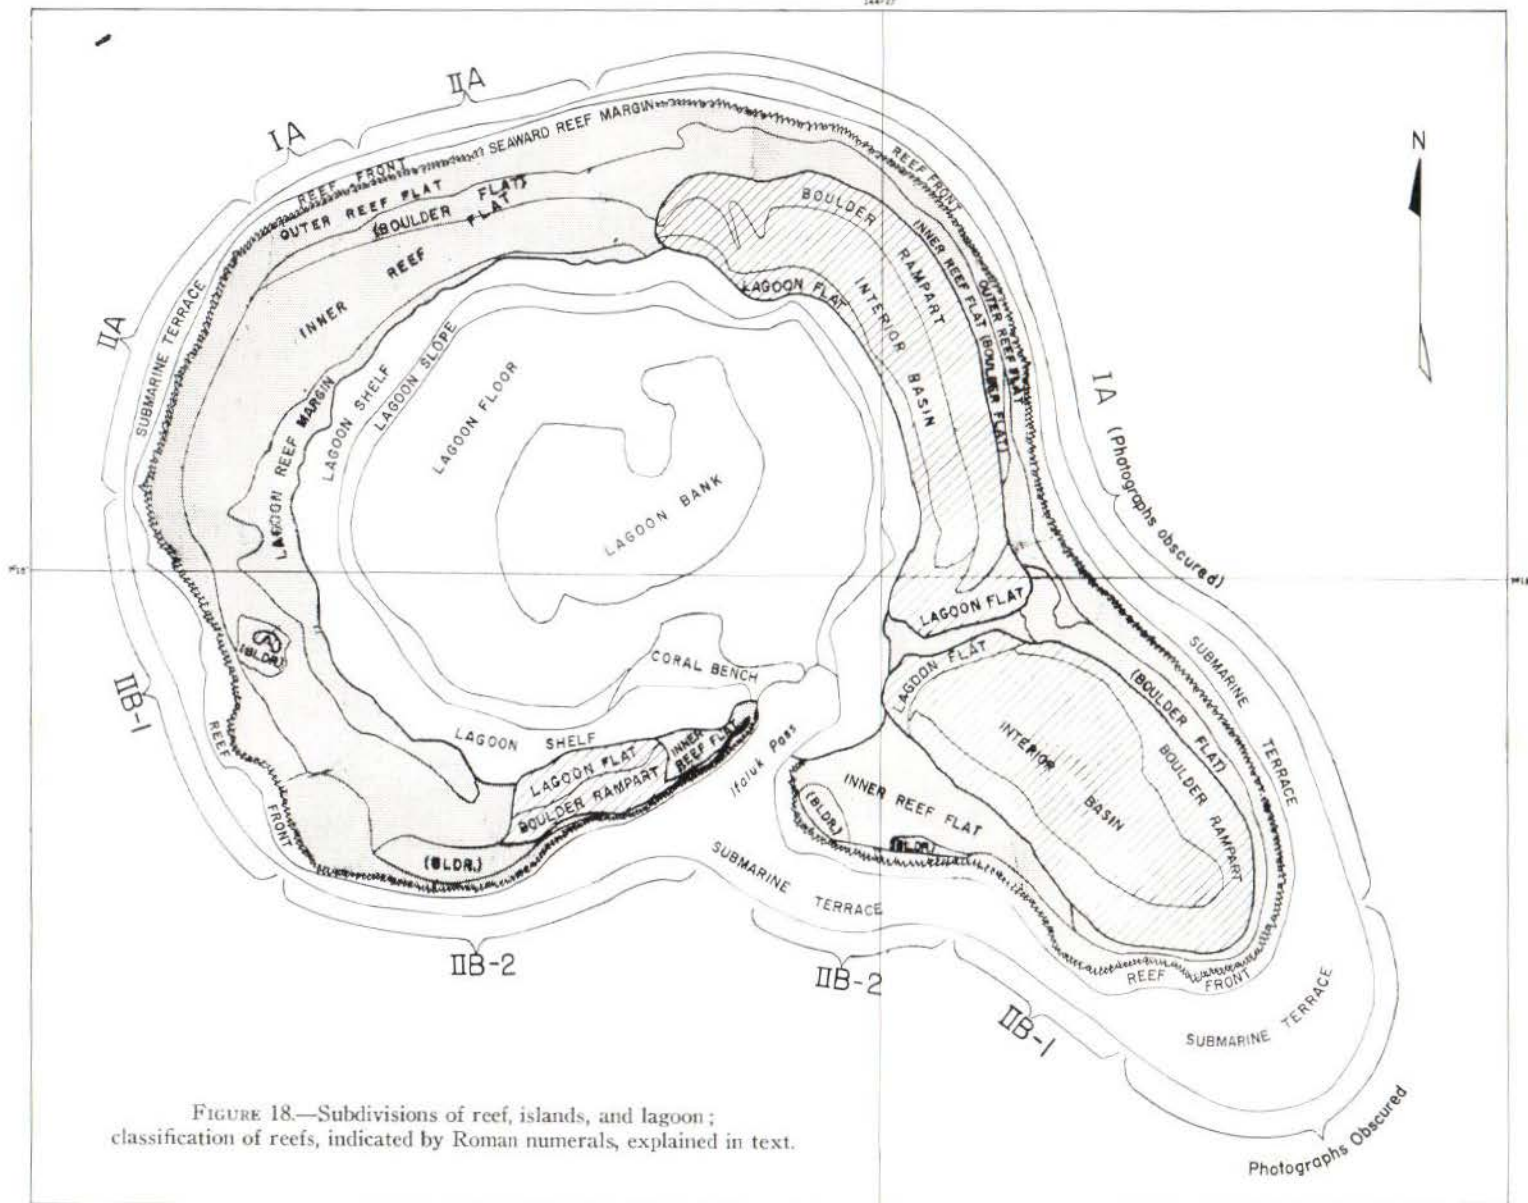 144°27'
IIA
IA
SEAWARD REEF MARGIN
REEF FRONT
REEF FRONT
N
OUTER REEF FLAT
(BOULDER FLAT)
INNER REEF FLAT
BOULDER RAMPART
INNER REEF FLAT (BOULDER FLAT)
OUTER REEF FLAT
LAGOON FLAT
INTERIOR BASIN
IIA
SUBMARINE TERRACE
LAGOON REEF MARGIN
LAGOON SHELF
LAGOON SLOPE
LAGOON FLOOR
LAGOON BANK
IA (Photographs obscured)
7°15'
LAGOON FLAT
SUBMARINE TERRACE
(BLDR.)
CORAL BENCH
LAGOON FLAT
(BOULDER FLAT)
IIB-1
REEF FRONT
LAGOON SHELF
LAGOON FLAT
INNER REEF FLAT
BOULDER RAMPART
Ifaluk Pass
INTERIOR BASIN
BOULDER RAMPART
INNER REEF FLAT
(BLDR.)
(BLDR.)
(BLDR.)
SUBMARINE TERRACE
IIB-2
IIB-2
REEF FRONT
IIB-1
SUBMARINE TERRACE
Photographs Obscured
FIGURE 18.—Subdivisions of reef, islands, and lagoon;
classification of reefs, indicated by Roman numerals, explained in text.